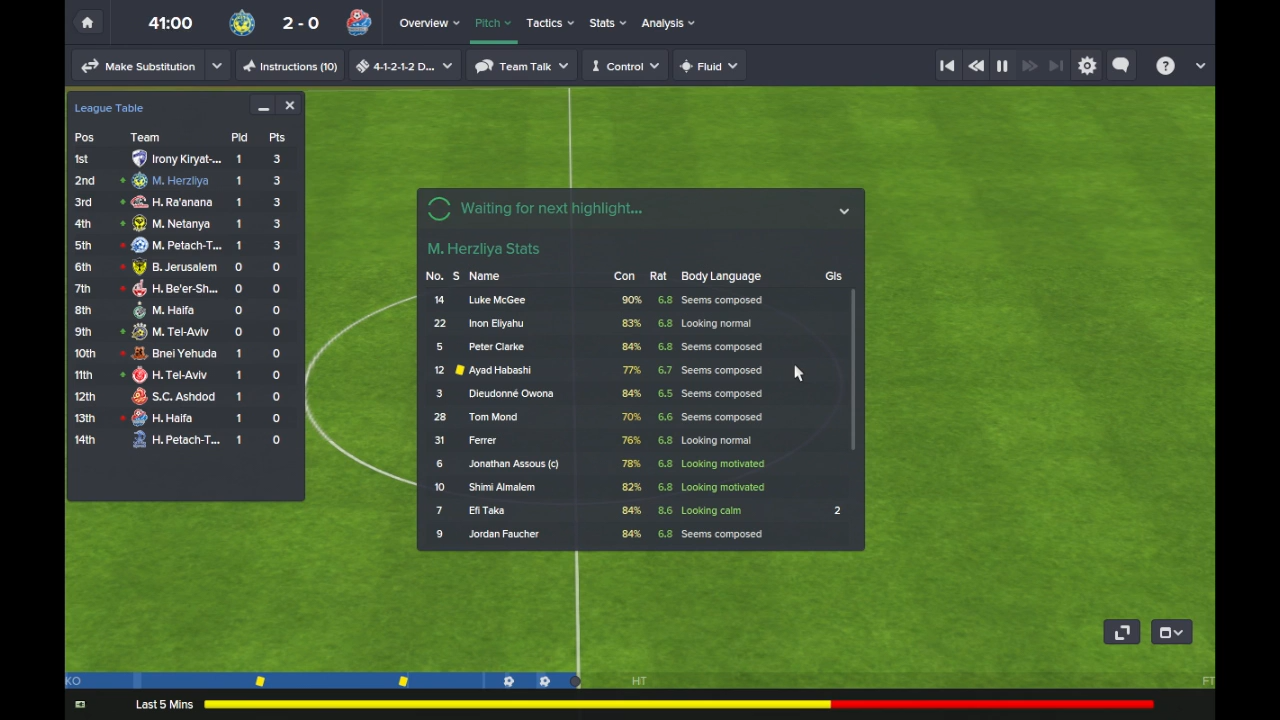 41:00 2 - 0 Overview Pitch Tactics Stats Analysis
Make Substitution Instructions (10) 4-1-2-1-2 D... Team Talk Control Fluid ?
League Table
Pos Team Pld Pts
1st Irony Kiryat-... 1 3
2nd M. Herzliya 1 3
3rd H. Ra'anana 1 3
4th M. Netanya 1 3
5th M. Petach-T... 1 3
6th B. Jerusalem 0 0
7th H. Be'er-Sh... 0 0
8th M. Haifa 0 0
9th M. Tel-Aviv 0 0
10th Bnei Yehuda 1 0
11th H. Tel-Aviv 1 0
12th S.C. Ashdod 1 0
13th H. Haifa 1 0
14th H. Petach-T... 1 0
Waiting for next highlight...
M. Herzliya Stats
No. S Name Con Rat Body Language Gls
14 Luke McGee 90% 6.8 Seems composed
22 Inon Eliyahu 83% 6.8 Looking normal
5 Peter Clarke 84% 6.8 Seems composed
12 Ayad Habashi 77% 6.7 Seems composed
3 Dieudonné Owona 84% 6.5 Seems composed
28 Tom Mond 70% 6.6 Seems composed
31 Ferrer 76% 6.8 Looking normal
6 Jonathan Assous (c) 78% 6.8 Looking motivated
10 Shimi Almalem 82% 6.8 Looking motivated
7 Efi Taka 84% 8.6 Looking calm 2
9 Jordan Faucher 84% 6.8 Seems composed
KO HT FT
Last 5 Mins